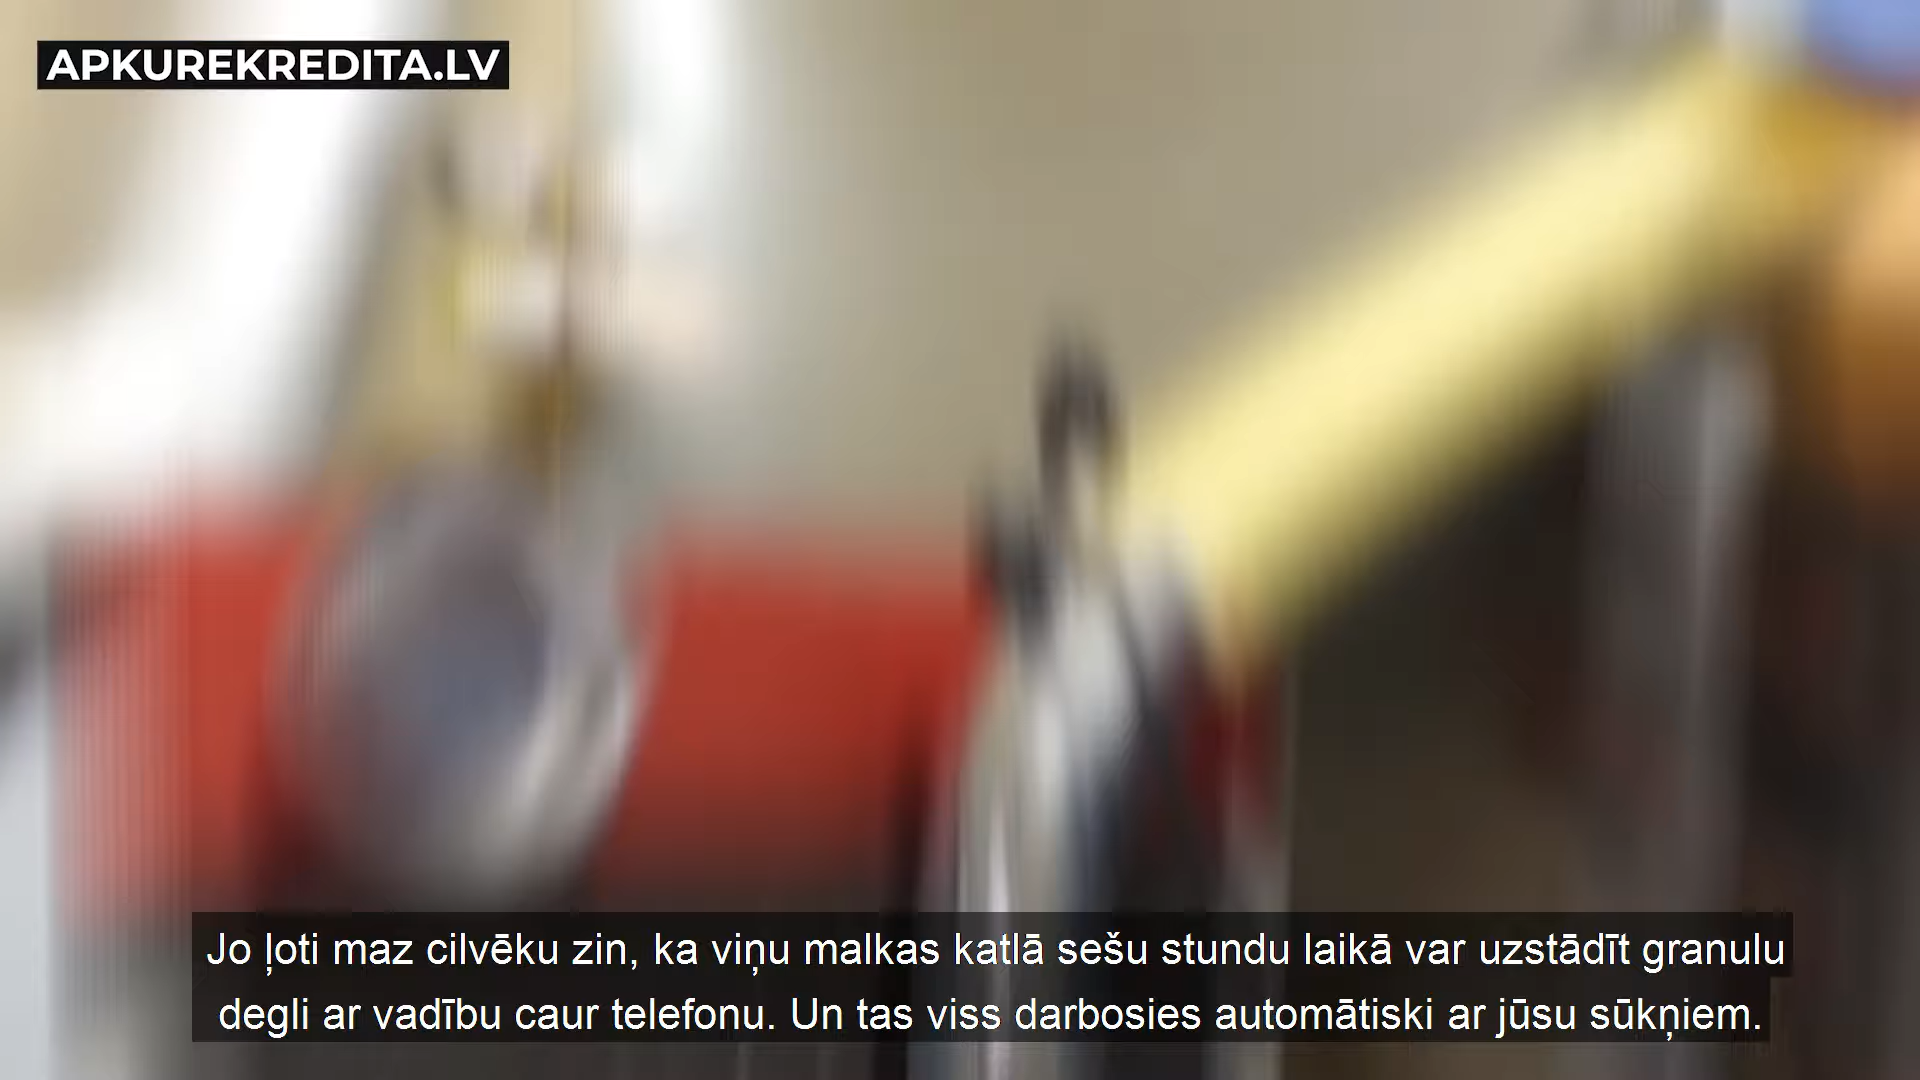 APKUREKREDITA.LV
Jo ļoti maz cilvēku zin, ka viņu malkas katlā sešu stundu laikā var uzstādīt granulu
degli ar vadību caur telefonu. Un tas viss darbosies automātiski ar jūsu sūkņiem.